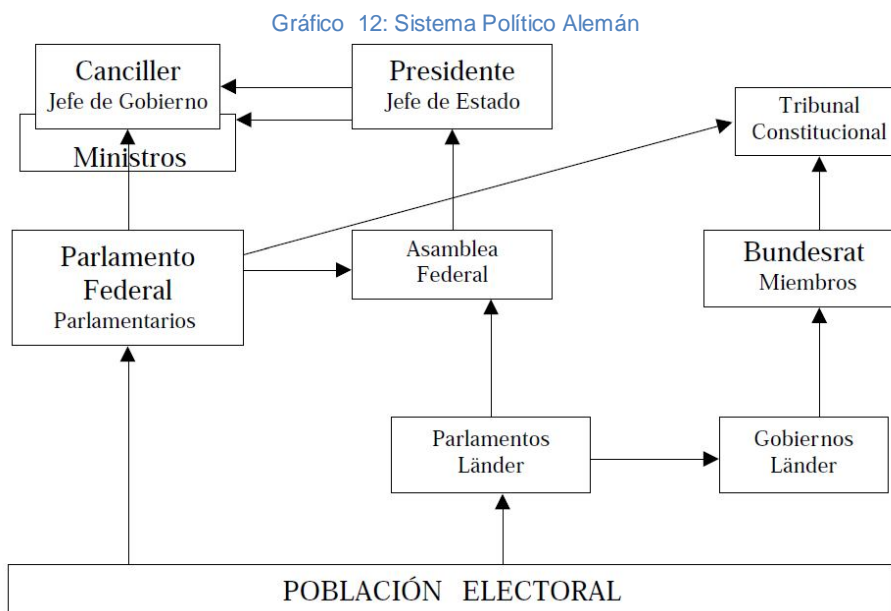 Gráfico 12: Sistema Político Alemán
Canciller
Jefe de Gobierno
Ministros
Presidente
Jefe de Estado
Tribunal
Constitucional
Parlamento
Federal
Parlamentarios
Asamblea
Federal
Bundesrat
Miembros
Parlamentos
Länder
Gobiernos
Länder
POBLACIÓN ELECTORAL